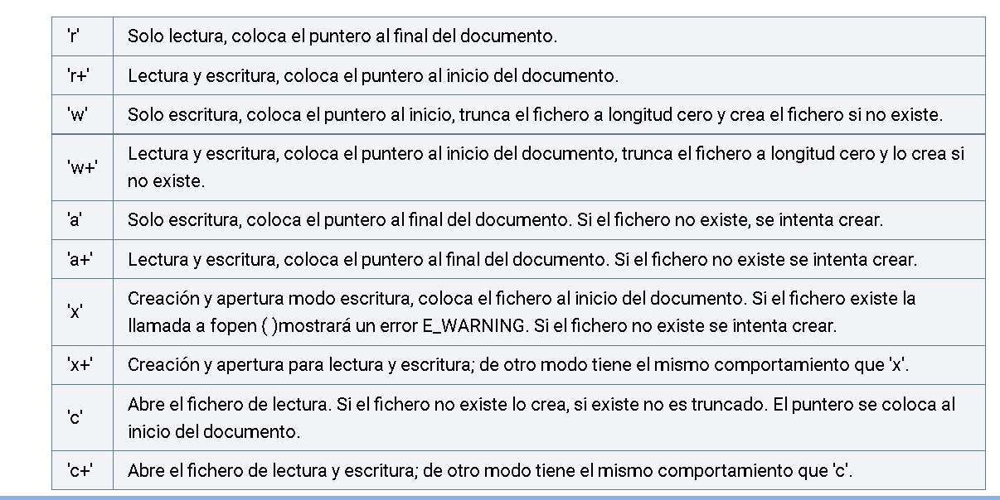 'r' Solo lectura, coloca el puntero al final del documento.
'r+' Lectura y escritura, coloca el puntero al inicio del documento.
'w' Solo escritura, coloca el puntero al inicio, trunca el fichero a longitud cero y crea el fichero si no existe.
'w+' Lectura y escritura, coloca el puntero al inicio del documento, trunca el fichero a longitud cero y lo crea si
no existe.
'a' Solo escritura, coloca el puntero al final del documento. Si el fichero no existe, se intenta crear.
'a+' Lectura y escritura, coloca el puntero al final del documento. Si el fichero no existe se intenta crear.
'x' Creación y apertura modo escritura, coloca el fichero al inicio del documento. Si el fichero existe la
llamada a fopen ( )mostrará un error E_WARNING. Si el fichero no existe se intenta crear.
'x+' Creación y apertura para lectura y escritura; de otro modo tiene el mismo comportamiento que 'x'.
'c' Abre el fichero de lectura. Si el fichero no existe lo crea, si existe no es truncado. El puntero se coloca al
inicio del documento.
'c+' Abre el fichero de lectura y escritura; de otro modo tiene el mismo comportamiento que 'c'.